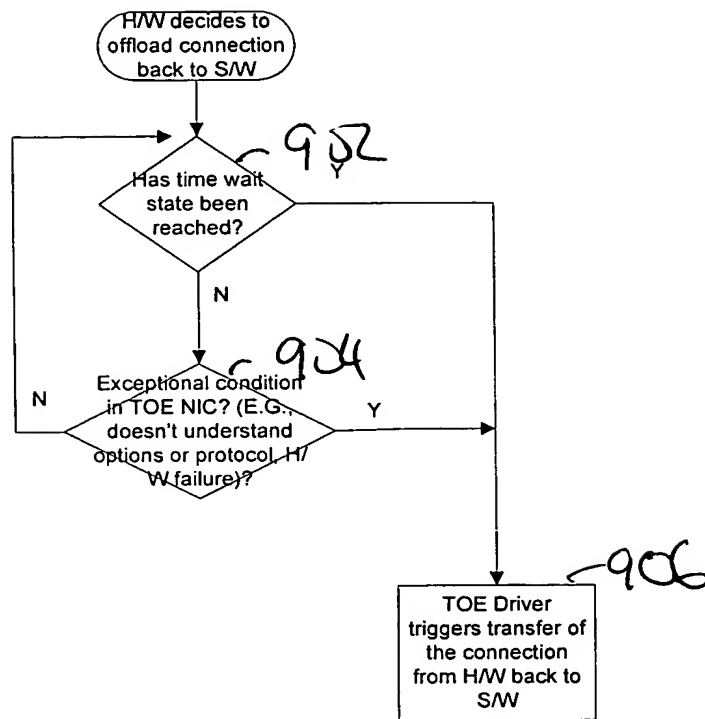 H/W decides to
offload connection
back to S/W
902
Y
Has time wait
state been
reached?
N
904
Exceptional condition
in TOE NIC? (E.G.,
doesn't understand
options or protocol, H/
W failure)?
N
Y
906
TOE Driver
triggers transfer of
the connection
from H/W back to
S/W